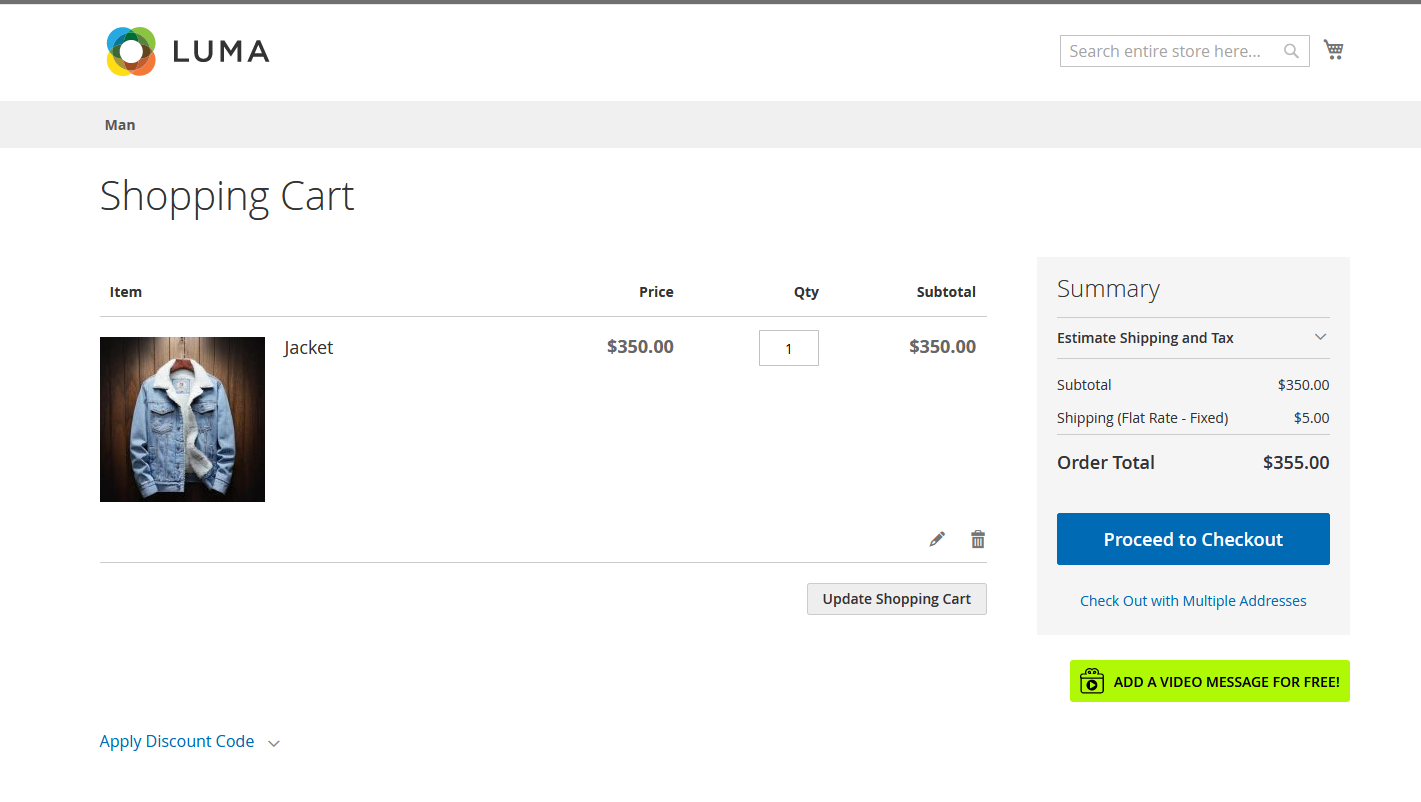 LUMA
Search entire store here...
Man
Shopping Cart
Item Price Qty Subtotal
Jacket $350.00 1 $350.00
Update Shopping Cart
Apply Discount Code
Summary
Estimate Shipping and Tax
Subtotal $350.00
Shipping (Flat Rate - Fixed) $5.00
Order Total $355.00
Proceed to Checkout
Check Out with Multiple Addresses
ADD A VIDEO MESSAGE FOR FREE!